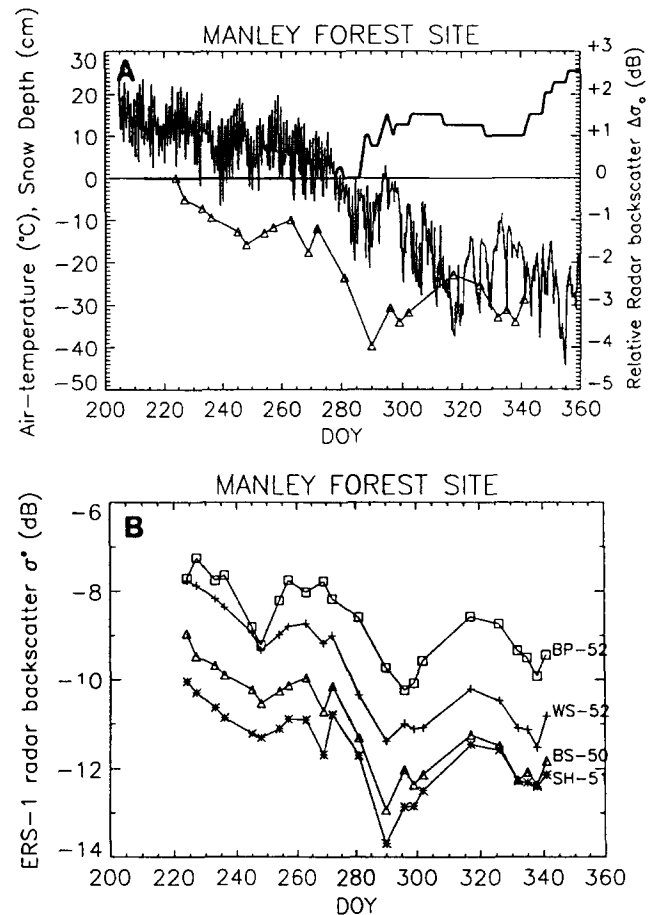 MANLEY FOREST SITE
A
Air-temperature (°C), Snow Depth (cm)
30
20
10
0
-10
-20
-30
-40
-50
+3
+2
+1
0
-1
-2
-3
-4
-5
Relative Radar backscatter Δσo (dB)
200 220 240 260 280 300 320 340 360
DOY
MANLEY FOREST SITE
B
ERS-1 radar backscatter σ° (dB)
-6
-8
-10
-12
-14
BP-52
WS-52
BS-50
SH-51
200 220 240 260 280 300 320 340 360
DOY